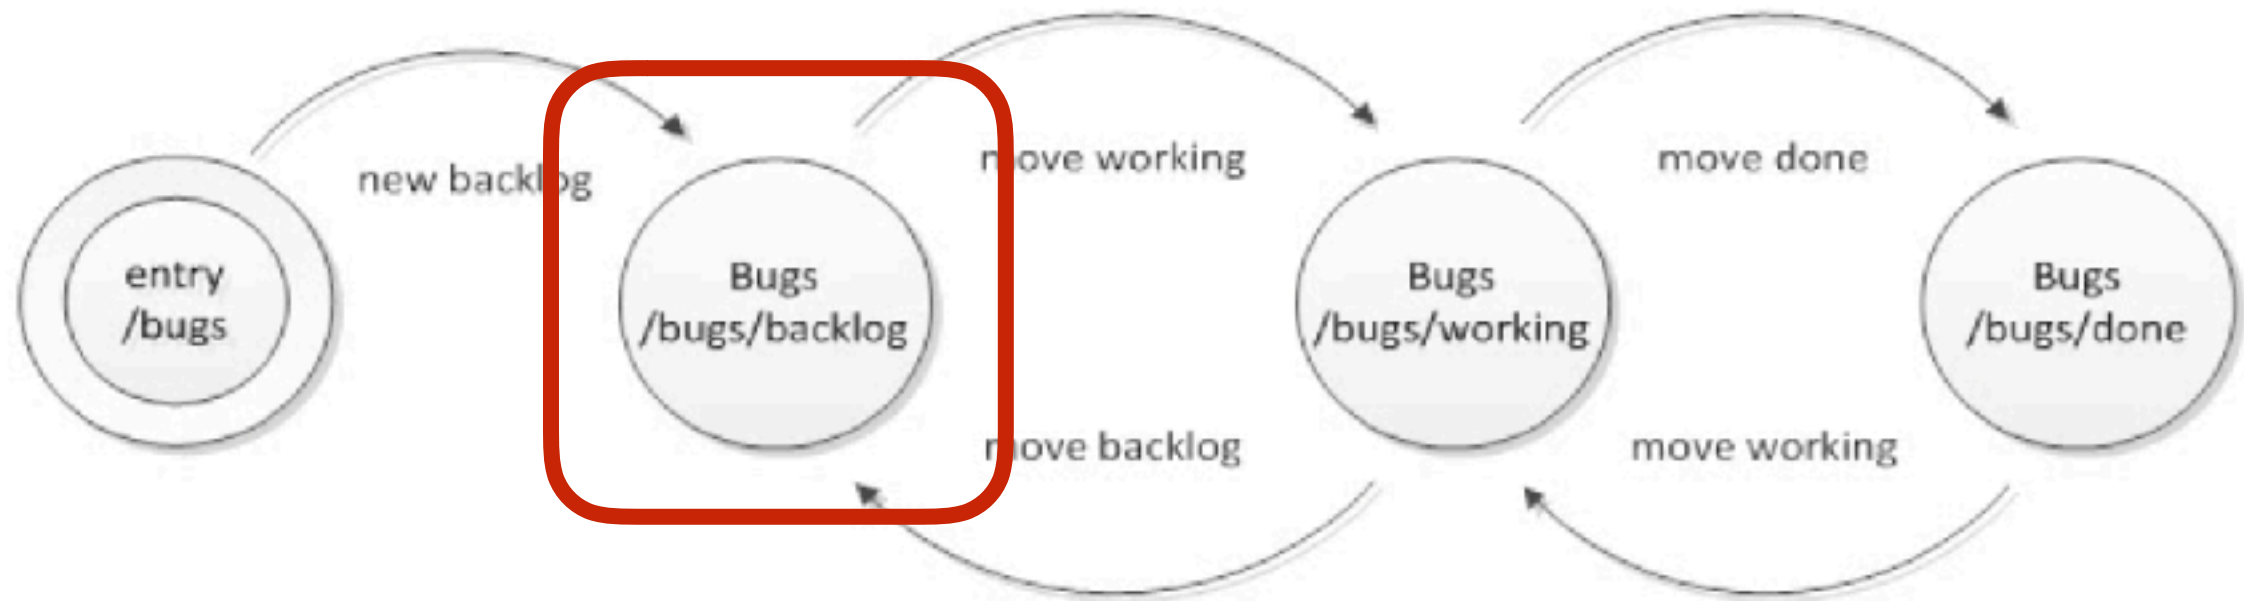 new backlog
move working
move done
entry
/bugs
Bugs
/bugs/backlog
Bugs
/bugs/working
Bugs
/bugs/done
move backlog
move working